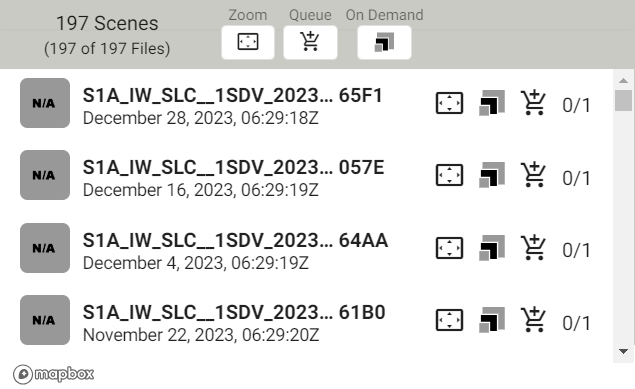 Zoom Queue On Demand
197 Scenes
(197 of 197 Files)
N/A
S1A_IW_SLC__1SDV_2023... 65F1
December 28, 2023, 06:29:18Z
0/1
N/A
S1A_IW_SLC__1SDV_2023... 057E
December 16, 2023, 06:29:19Z
0/1
N/A
S1A_IW_SLC__1SDV_2023... 64AA
December 4, 2023, 06:29:19Z
0/1
N/A
S1A_IW_SLC__1SDV_2023... 61B0
November 22, 2023, 06:29:20Z
0/1
mapbox